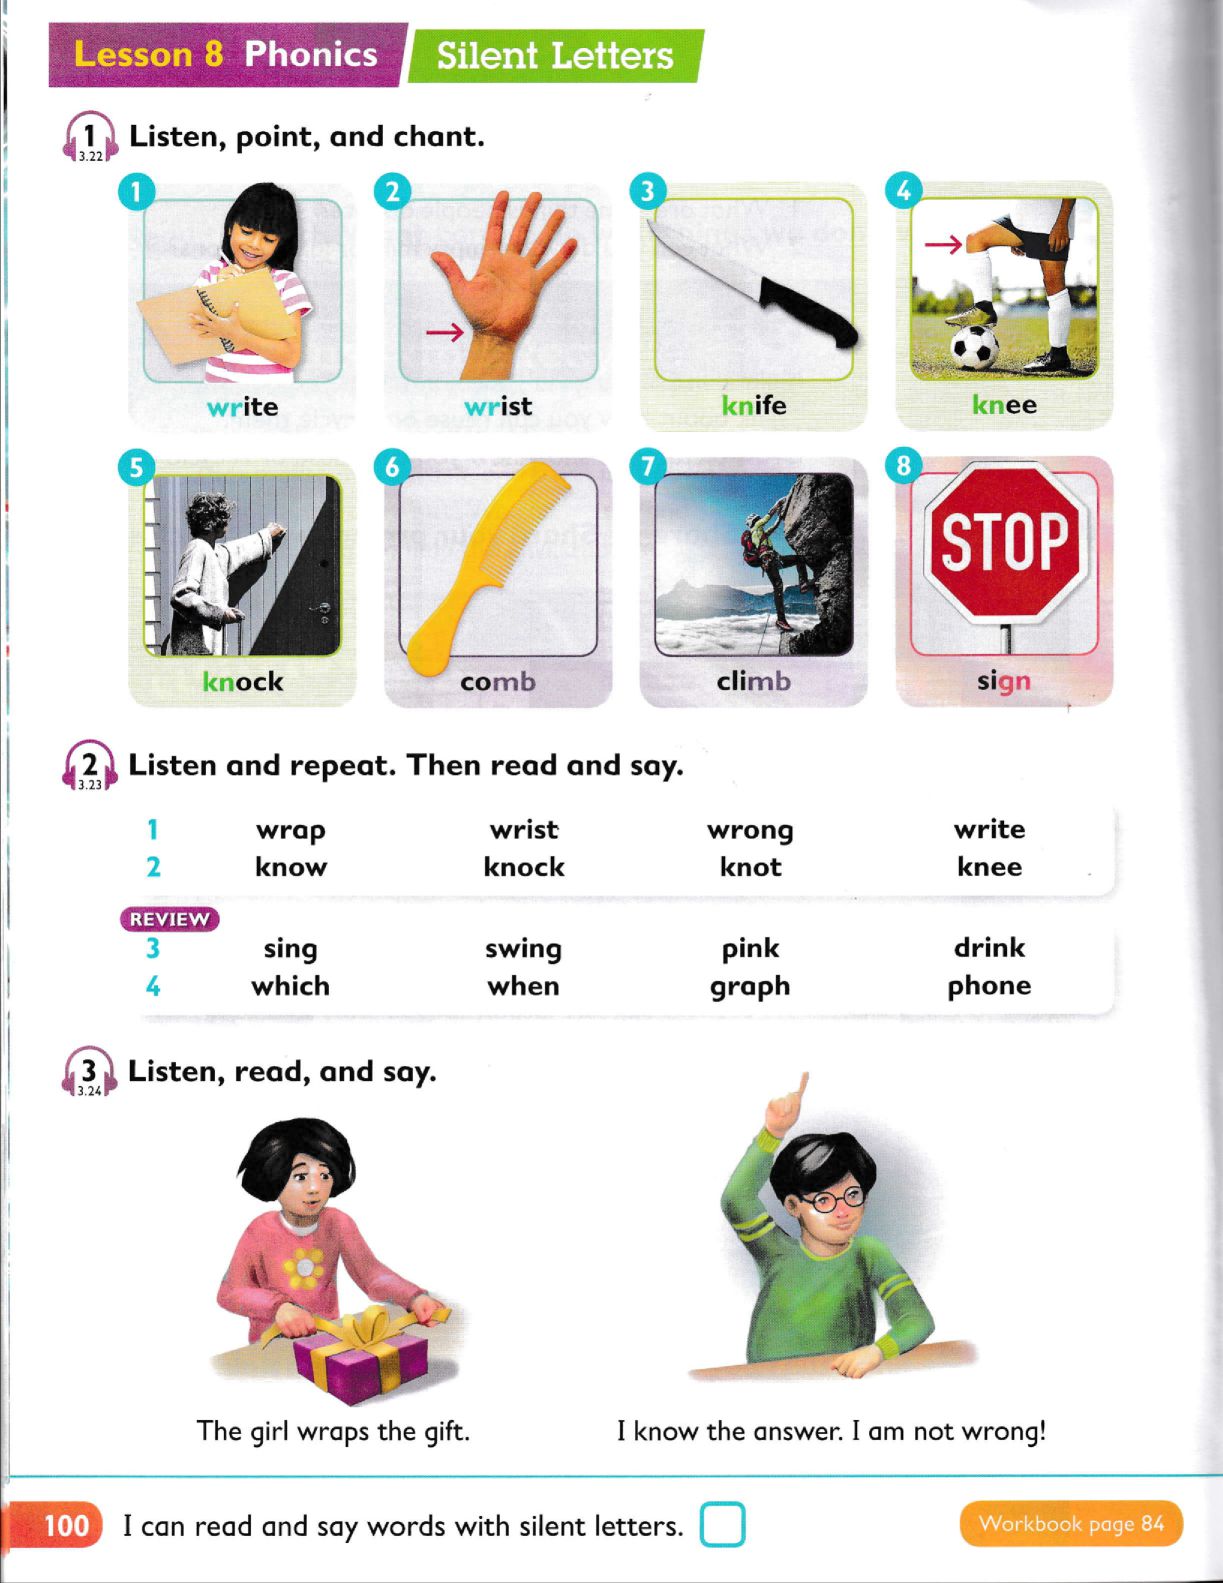 Lesson 8 Phonics Silent Letters
1 Listen, point, and chant.
3.22
1 2 3 4
write wrist knife knee
5 6 7 8
STOP
knock comb climb sign
2 Listen and repeat. Then read and say.
3.23
1 wrap wrist wrong write
2 know knock knot knee
REVIEW
3 sing swing pink drink
4 which when graph phone
3 Listen, read, and say.
3.24
The girl wraps the gift. I know the answer. I am not wrong!
100 I can read and say words with silent letters. Workbook page 84